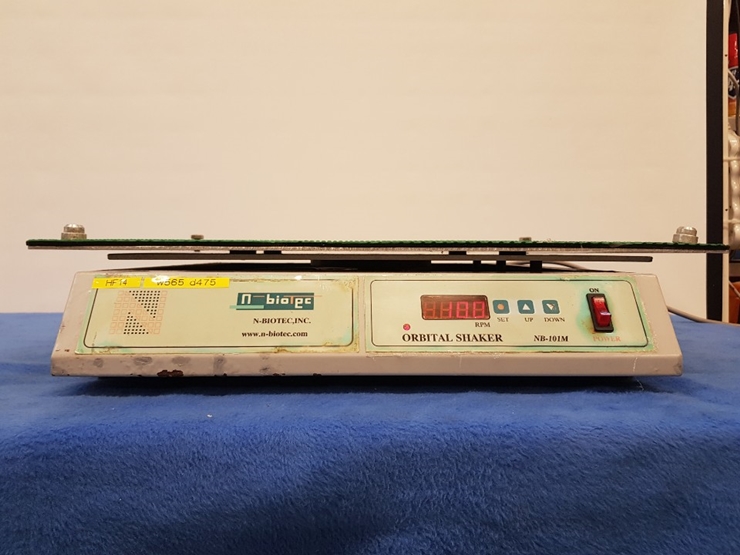 HF14
W565 d475
n-biotec
N-BIOTEC,INC.
www.n-biotec.com
RPM
SET
UP
DOWN
ON
POWER
ORBITAL SHAKER
NB-101M